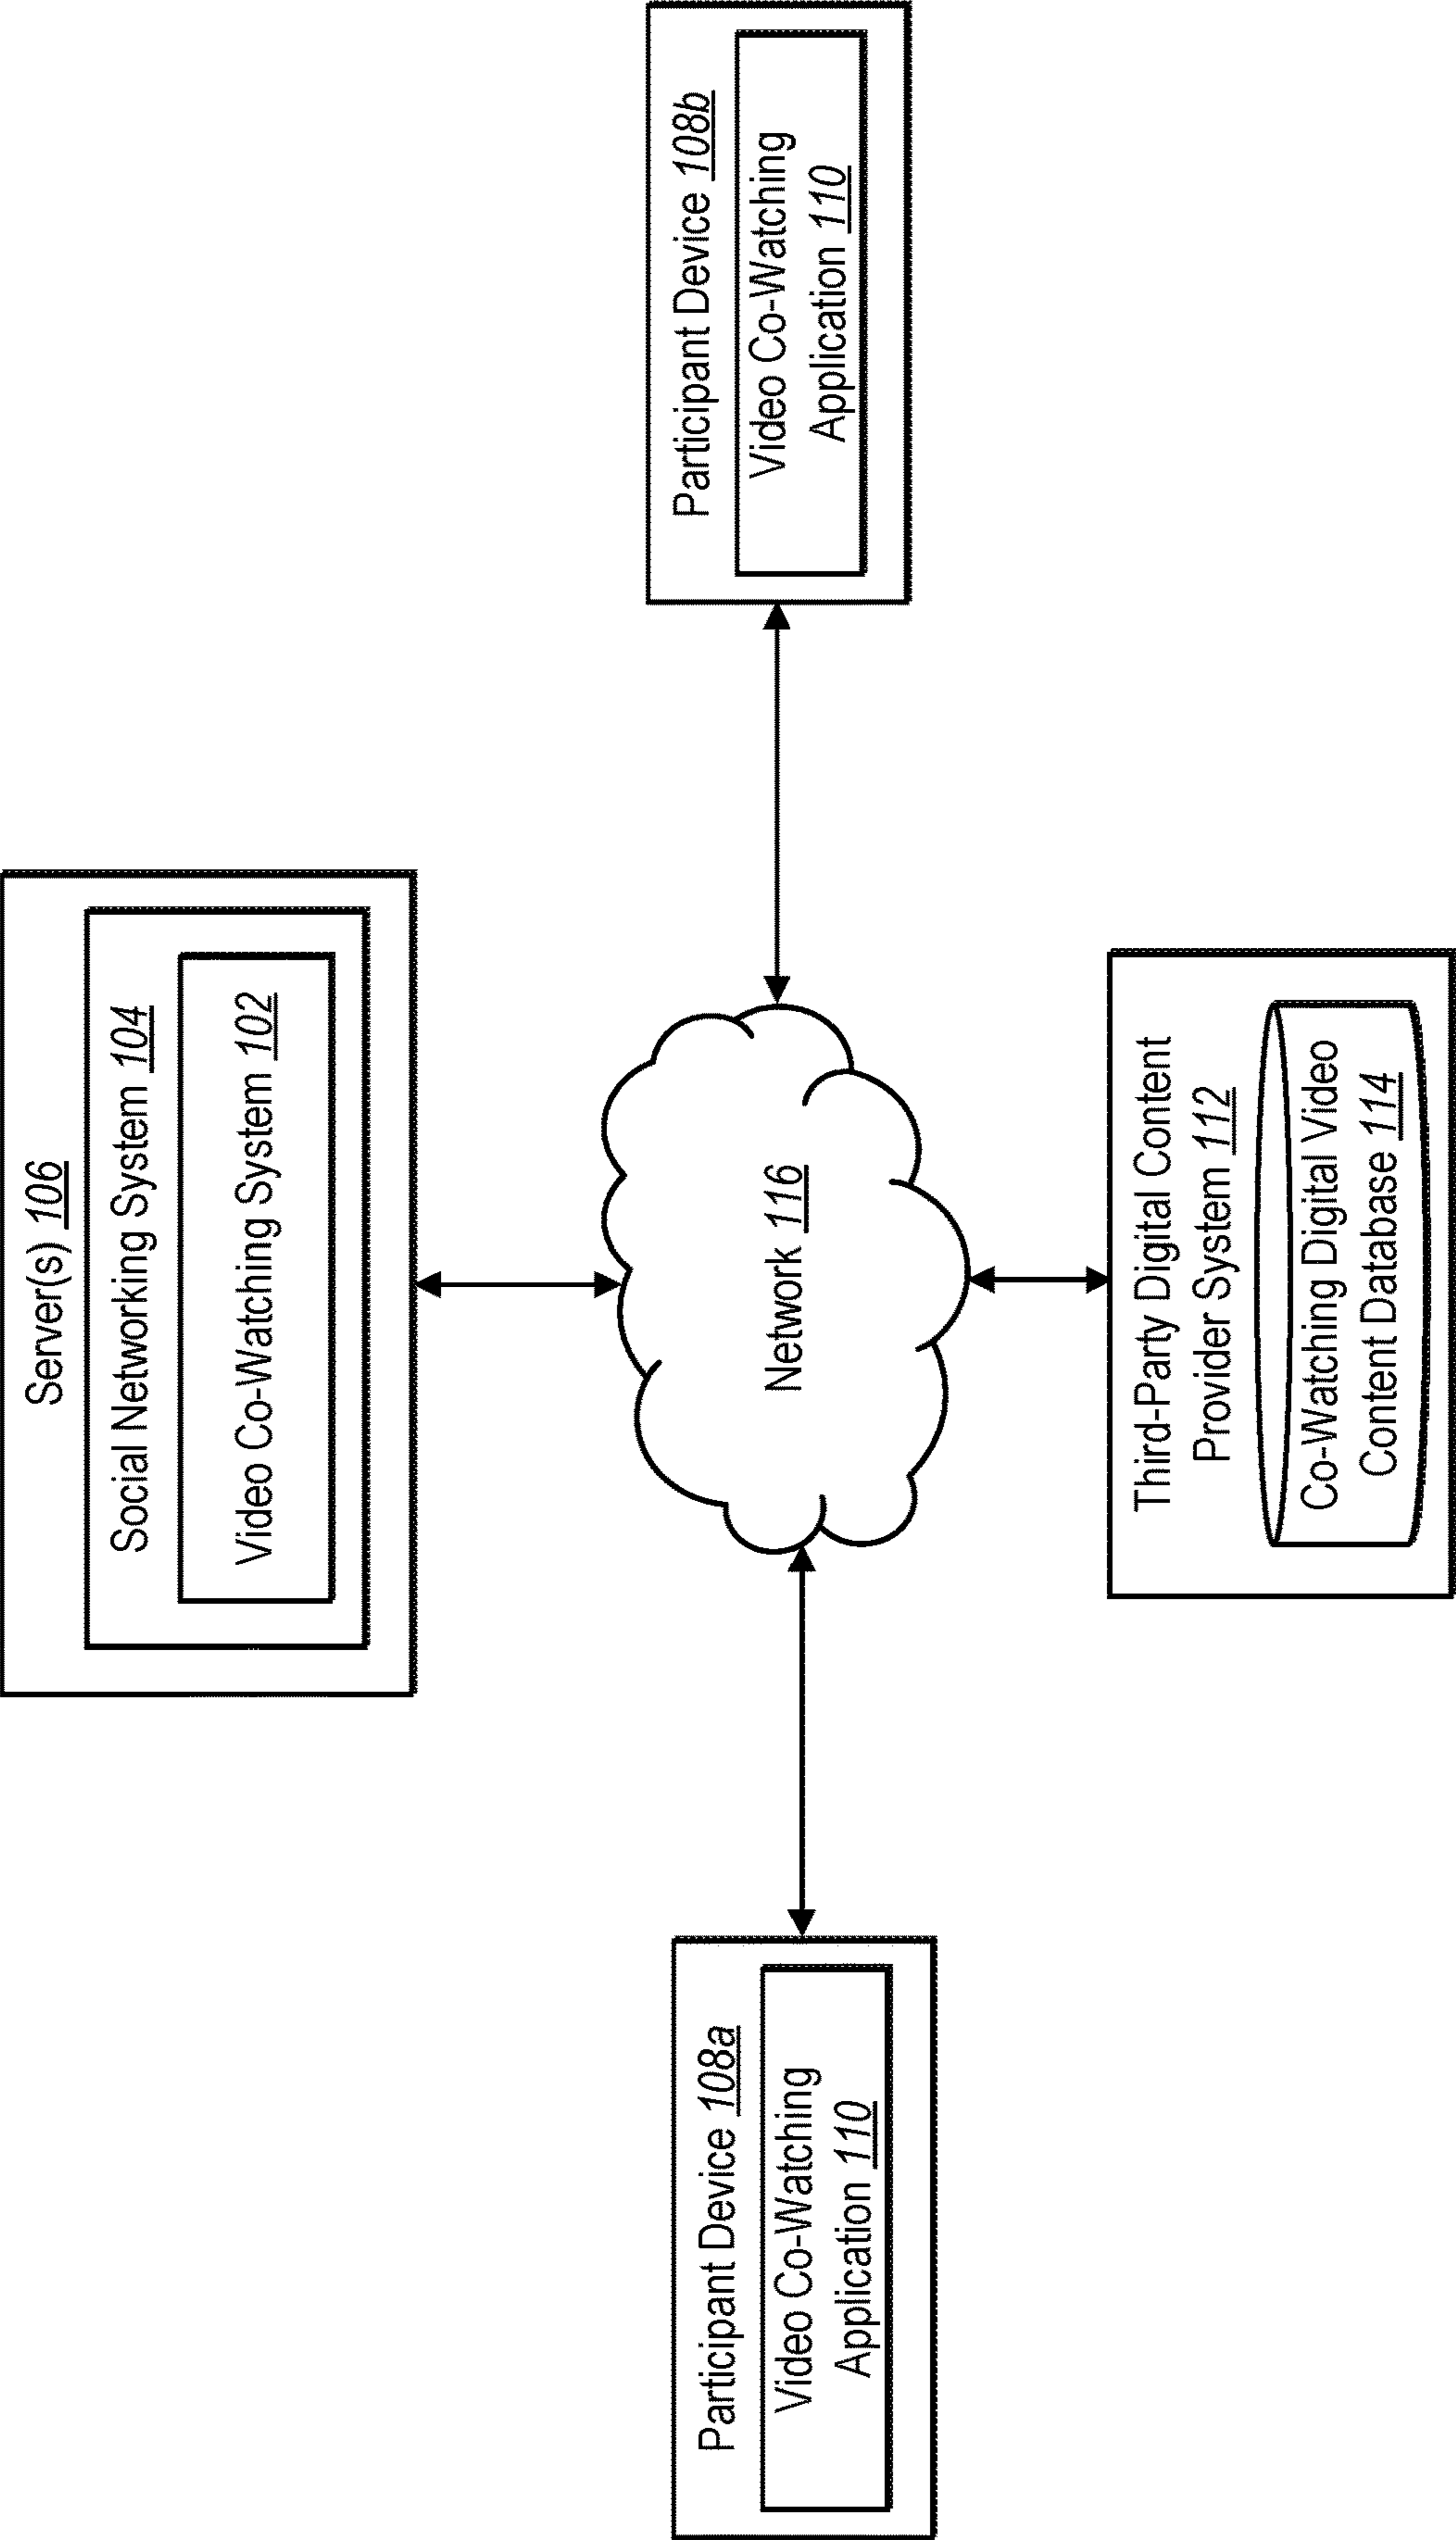 Server(s) 106
Social Networking System 104
Video Co-Watching System 102
Participant Device 108a
Video Co-Watching
Application 110
Network 116
Participant Device 108b
Video Co-Watching
Application 110
Third-Party Digital Content
Provider System 112
Co-Watching Digital Video
Content Database 114